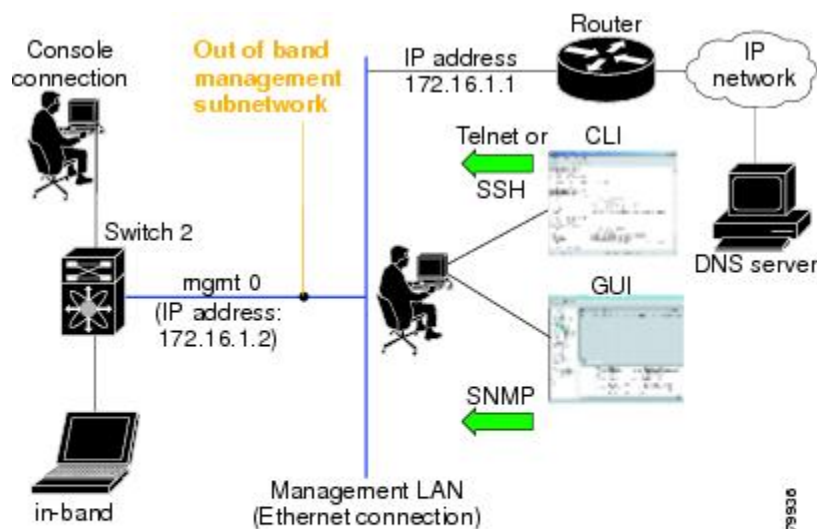 Console
connection
Out of band
management
subnetwork
IP address
172.16.1.1
Router
IP
network
Telnet or
SSH
CLI
DNS server
Switch 2
mgmt 0
(IP address:
172.16.1.2)
GUI
SNMP
in-band
Management LAN
(Ethernet connection)
79936